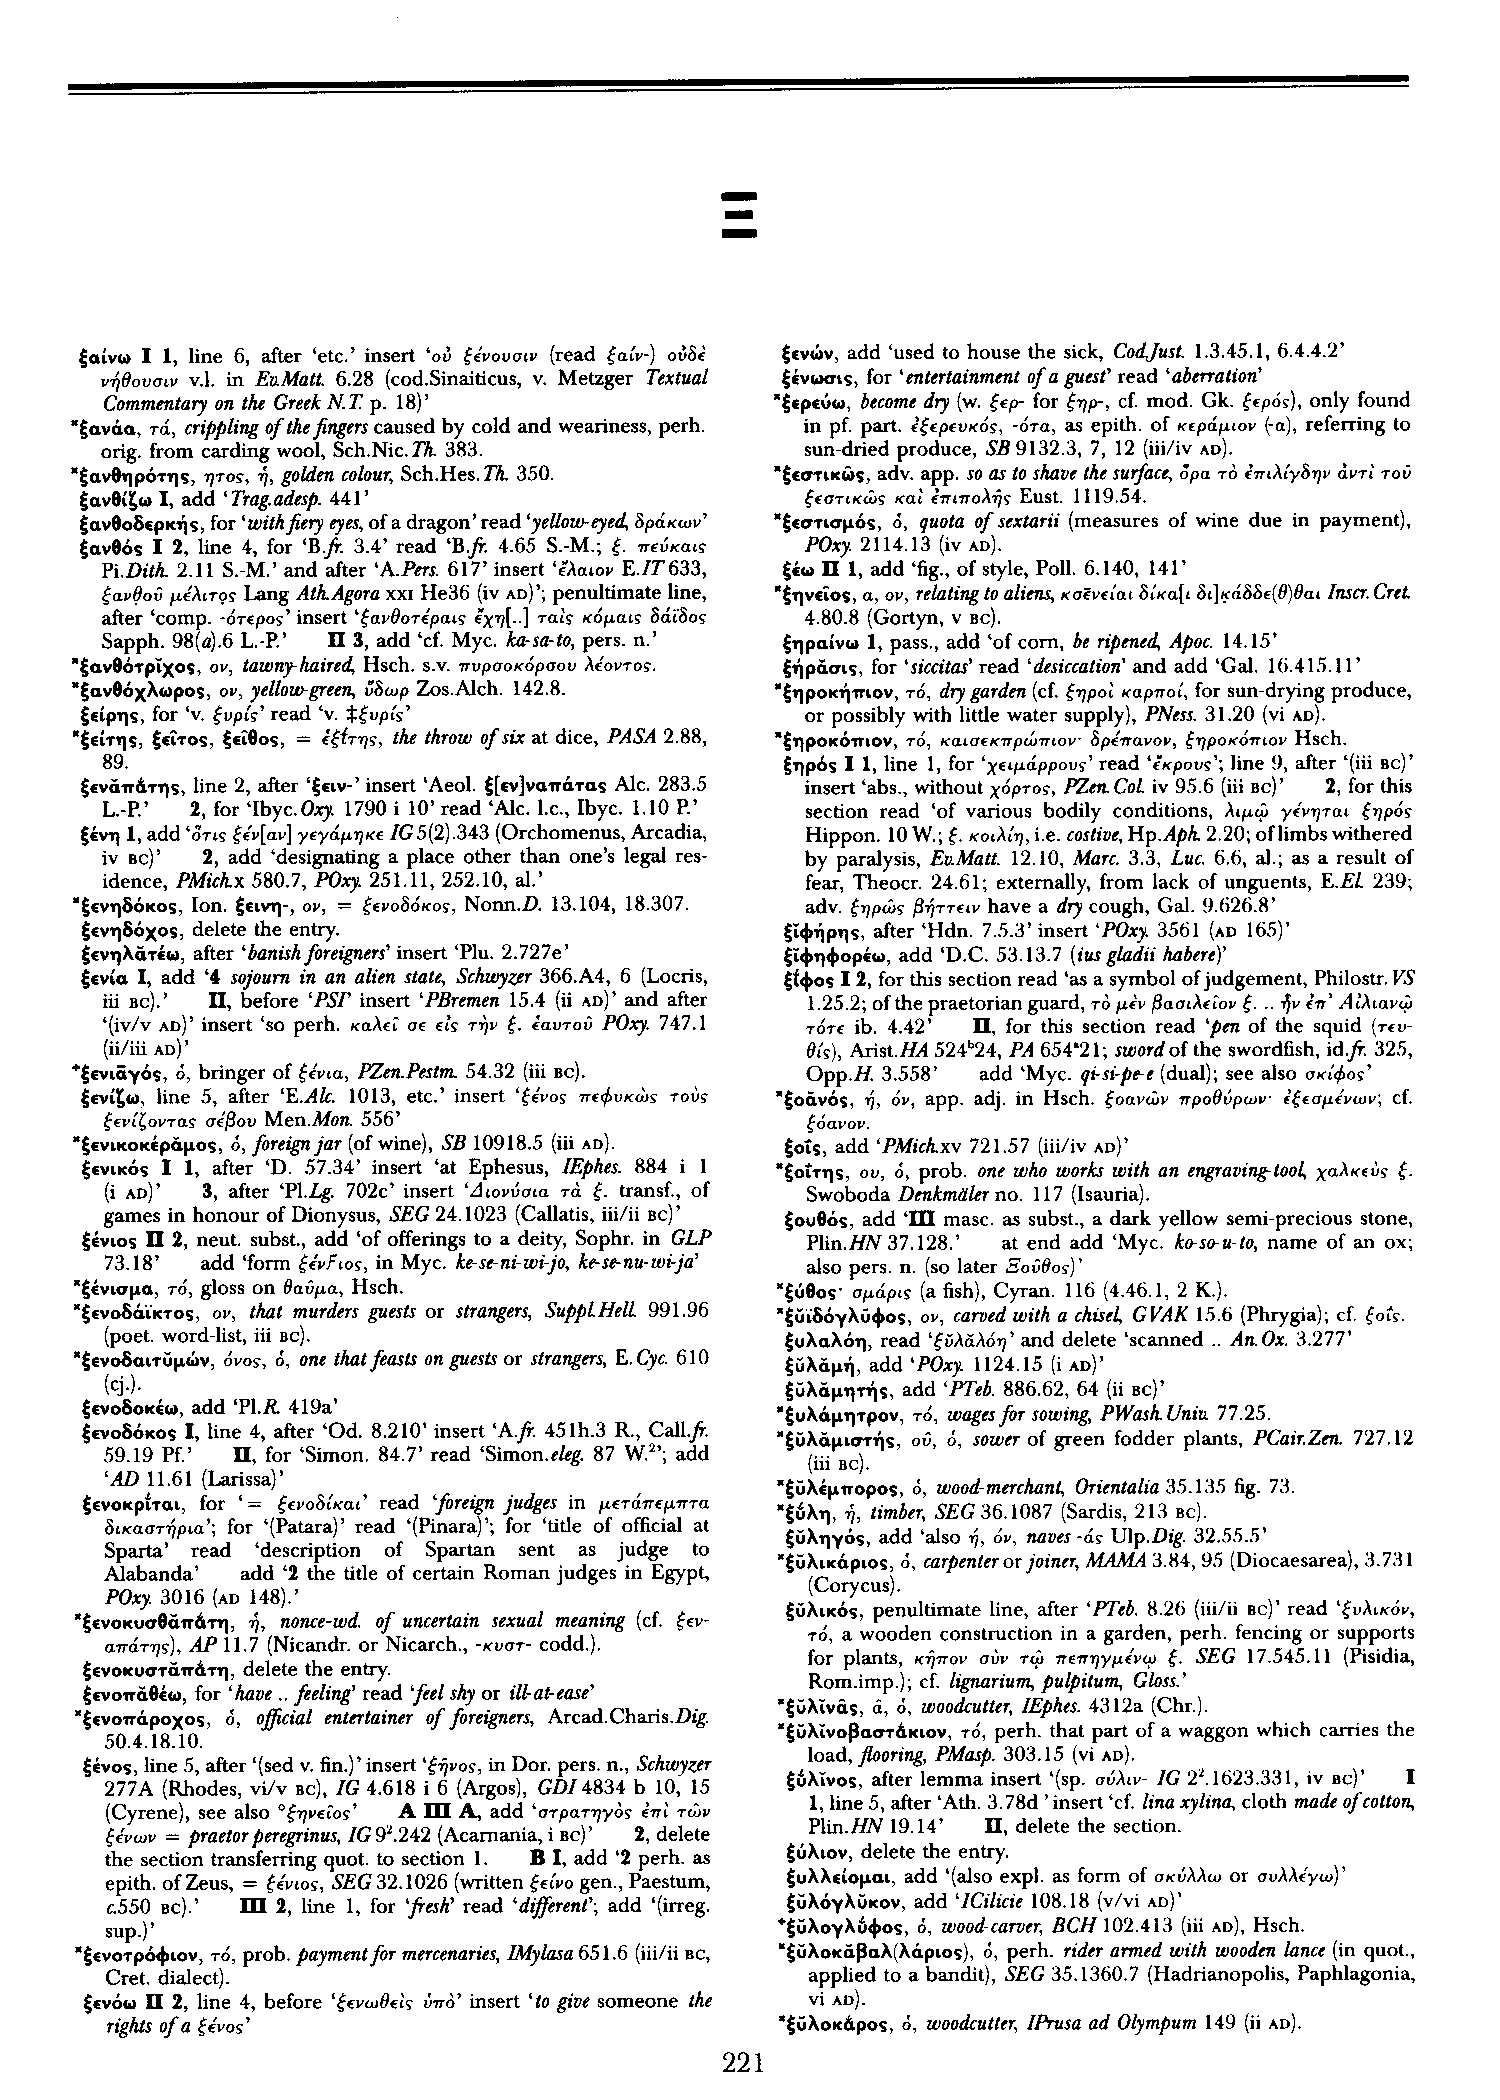 Ξ
ξαίνω I 1, line 6, after ‘etc.’ insert ‘οὐ ξένουσιν (read ξαίν-) οὐδὲ
νήθουσιν v.l. in Ev.Matt. 6.28 (cod.Sinaiticus, v. Metzger Textual
Commentary on the Greek N.T. p. 18)’
*ξανάα, τά, crippling of the fingers caused by cold and weariness, perh.
orig. from carding wool, Sch.Nic.Th. 383.
*ξανθηρότης, ητος, ἡ, golden colour, Sch.Hes.Th. 350.
ξανθίζω I, add ‘Trag.adesp. 441’
ξανθοδερκής, for ‘with fiery eyes, of a dragon’ read ‘yellow-eyed, δράκων’
ξανθός I 2, line 4, for ‘B.fr. 3.4’ read ‘B.fr. 4.65 S.-M.; ξ. πεύκαις
Pi.Dith. 2.11 S.-M.’ and after ‘A.Pers. 617’ insert ‘ἔλαιον E.IT 633,
ξανθοῦ μέλιτος Lang Ath.Agora XXI He36 (iv AD)’; penultimate line,
after ‘comp. -ότερος’ insert ‘ξανθοτέραις ἔχη[..] ταὶς κόμαις δάϊδος
Sapph. 98(a).6 L.-P.’ II 3, add ‘cf. Myc. ka-sa-to, pers. n.’
*ξανθότρῐχος, ον, tawny-haired, Hsch. s.v. πυρσοκόρσου λέοντος.
*ξανθόχλωρος, ον, yellow-green, ὕδωρ Zos.Alch. 142.8.
ξείρης, for ‘v. ξυρίς’ read ‘v. ‡ξυρίς’
*ξείτης, ξεῖτος, ξεῖθος, = ἑξίτης, the throw of six at dice, PASA 2.88,
89.
ξενᾰπάτης, line 2, after ‘ξειν-’ insert ‘Aeol. ξ[εν]ναπάτας Alc. 283.5
L.-P.’ 2, for ‘Ibyc.Oxy. 1790 i 10’ read ‘Alc. l.c., Ibyc. 1.10 P.’
ξένη 1, add ‘ὅτις ξέν[αν] γεγάμηκε IG 5(2).343 (Orchomenus, Arcadia,
iv BC)’ 2, add ‘designating a place other than one’s legal res-
idence, PMich.X 580.7, POxy. 251.11, 252.10, al.’
*ξενηδόκος, Ion. ξεινη-, ον, = ξενοδόκος, Nonn.D. 13.104, 18.307.
ξενηδόχος, delete the entry.
ξενηλᾰτέω, after ‘banish foreigners’ insert ‘Plu. 2.727e’
ξενία I, add ‘4 sojourn in an alien state, Schwyzer 366.A4, 6 (Locris,
iii BC).’ II, before ‘PSI’ insert ‘PBremen 15.4 (ii AD)’ and after
‘(iv/v AD)’ insert ‘so perh. καλεῖ σε εἰς τὴν ξ. ἑαυτοῦ POxy. 747.1
(ii/iii AD)’
⁺ξενιᾱγός, ὁ, bringer of ξένια, PZen.Pestm. 54.32 (iii BC).
ξενίζω, line 5, after ‘E.Alc. 1013, etc.’ insert ‘ξένος πεφυκὼς τοὺς
ξενίζοντας σέβου Men.Mon. 556’
*ξενικοκέρᾰμος, ὁ, foreign jar (of wine), SB 10918.5 (iii AD).
ξενικός I 1, after ‘D. 57.34’ insert ‘at Ephesus, IEphes. 884 i 1
(i AD)’ 3, after ‘Pl.Lg. 702c’ insert ‘Διονύσια τὰ ξ. transf., of
games in honour of Dionysus, SEG 24.1023 (Callatis, iii/ii BC)’
ξένιος II 2, neut. subst., add ‘of offerings to a deity, Sophr. in GLP
73.18’ add ‘form ξένϝιος, in Myc. ke-se-ni-wi-jo, ke-se-nu-wi-ja’
*ξένισμα, τό, gloss on θαῦμα, Hsch.
*ξενοδάϊκτος, ον, that murders guests or strangers, Suppl.Hell. 991.96
(poet. word-list, iii BC).
*ξενοδαιτῠμών, όνος, ὁ, one that feasts on guests or strangers, E.Cyc. 610
(cj.).
ξενοδοκέω, add ‘Pl.R. 419a’
ξενοδόκος I, line 4, after ‘Od. 8.210’ insert ‘A.fr. 451h.3 R., Call.fr.
59.19 Pf.’ II, for ‘Simon. 84.7’ read ‘Simon.eleg. 87 W.²’; add
‘AD 11.61 (Larissa)’
ξενοκρῐται, for ‘= ξενοδίκαι’ read ‘foreign judges in μετάπεμπτα
δικαστήρια’; for ‘(Patara)’ read ‘(Pinara)’; for ‘title of official at
Sparta’ read ‘description of Spartan sent as judge to
Alabanda’ add ‘2 the title of certain Roman judges in Egypt,
POxy. 3016 (AD 148).’
*ξενοκυσθᾰπάτη, ἡ, nonce-wd. of uncertain sexual meaning (cf. ξεν-
απάτης), AP 11.7 (Nicandr. or Nicarch., -κυστ- codd.).
ξενοκυστᾰπάτη, delete the entry.
ξενοπᾰθέω, for ‘have .. feeling’ read ‘feel shy or ill-at-ease’
*ξενοπάροχος, ὁ, official entertainer of foreigners, Arcad.Charis.Dig.
50.4.18.10.
ξένος, line 5, after ‘(sed v. fin.)’ insert ‘ξῆνος, in Dor. pers. n., Schwyzer
277A (Rhodes, vi/v BC), IG 4.618 i 6 (Argos), GDI 4834 b 10, 15
(Cyrene), see also °ξηνεῖος’ A III A, add ‘στρατηγὸς ἐπὶ τῶν
ξένων = praetor peregrinus, IG 9².242 (Acarnania, i BC)’ 2, delete
the section transferring quot. to section 1. B I, add ‘2 perh. as
epith. of Zeus, = ξένιος, SEG 32.1026 (written ξείνο gen., Paestum,
c.550 BC).’ III 2, line 1, for ‘fresh’ read ‘different’; add ‘(irreg.
sup.)’
*ξενοτρόφιον, τό, prob. payment for mercenaries, IMylasa 651.6 (iii/ii BC,
Cret. dialect).
ξενόω II 2, line 4, before ‘ξενωθεὶς ὑπὸ’ insert ‘to give someone the
rights of a ξένος’
ξενών, add ‘used to house the sick, Cod.Just. 1.3.45.1, 6.4.4.2’
ξένωσις, for ‘entertainment of a guest’ read ‘aberration’
*ξερεύω, become dry (w. ξερ- for ξηρ-, cf. mod. Gk. ξερός), only found
in pf. part. ἐξερευκός, -ότα, as epith. of κεράμιον (-α), referring to
sun-dried produce, SB 9132.3, 7, 12 (iii/iv AD).
*ξεστικῶς, adv. app. so as to shave the surface, ὅρα τὸ ἐπιλίγδην ἀντὶ τοῦ
ξεστικῶς καὶ ἐπιπολῆς Eust. 1119.54.
*ξεστισμός, ὁ, quota of sextarii (measures of wine due in payment),
POxy. 2114.13 (iv AD).
ξέω II 1, add ‘fig., of style, Poll. 6.140, 141’
*ξηνεῖος, α, ον, relating to aliens, κσε̄νείαι δίκα[ι δι]κάδδε(θ)θαι Inscr.Cret.
4.80.8 (Gortyn, v BC).
ξηραίνω 1, pass., add ‘of corn, be ripened, Apoc. 14.15’
ξήρᾰσις, for ‘siccitas’ read ‘desiccation’ and add ‘Gal. 16.415.11’
*ξηροκήπιον, τό, dry garden (cf. ξηροὶ καρποί, for sun-drying produce,
or possibly with little water supply), PNess. 31.20 (vi AD).
*ξηροκόπιον, τό, καισεκπρώπιον· δρέπανον, ξηροκόπιον Hsch.
ξηρός I 1, line 1, for ‘χειμάρρους’ read ‘ἔκρους’; line 9, after ‘(iii BC)’
insert ‘abs., without χόρτος, PZen.Col. iv 95.6 (iii BC)’ 2, for this
section read ‘of various bodily conditions, λιμῷ γένηται ξηρός
Hippon. 10 W.; ξ. κοιλίη, i.e. costive, Hp.Aph. 2.20; of limbs withered
by paralysis, Ev.Matt. 12.10, Marc. 3.3, Luc. 6.6, al.; as a result of
fear, Theocr. 24.61; externally, from lack of unguents, E.El. 239;
adv. ξηρῶς βήττειν have a dry cough, Gal. 9.626.8’
ξῐφήρης, after ‘Hdn. 7.5.3’ insert ‘POxy. 3561 (AD 165)’
ξῐφηφορέω, add ‘D.C. 53.13.7 (ius gladii habere)’
ξίφος I 2, for this section read ‘as a symbol of judgement, Philostr.VS
1.25.2; of the praetorian guard, τὸ μὲν βασιλεῖον ξ. .. ἦν ἐπ’ Αἰλιανῷ
τότε ib. 4.42’ II, for this section read ‘pen of the squid (τευ-
θίς), Arist.HA 524ᵇ24, PA 654ᵃ21; sword of the swordfish, id.fr. 325,
Opp.H. 3.558’ add ‘Myc. qi-si-pe-e (dual); see also σκίφος’
*ξοᾰνός, ή, όν, app. adj. in Hsch. ξοανῶν προθύρων· ἐξεσμένων; cf.
ξόανον.
ξοΐς, add ‘PMich.XV 721.57 (iii/iv AD)’
*ξοΐτης, ου, ὁ, prob. one who works with an engraving-tool, χαλκεὺς ξ.
Swoboda Denkmäler no. 117 (Isauria).
ξουθός, add ‘III masc. as subst., a dark yellow semi-precious stone,
Plin.HN 37.128.’ at end add ‘Myc. ko-so-u-to, name of an ox;
also pers. n. (so later Ξοῦθος)’
*ξύθος· σμάρις (a fish), Cyran. 116 (4.46.1, 2 K.).
*ξῠϊδόγλῠφος, ον, carved with a chisel, GVAK 15.6 (Phrygia); cf. ξοΐς.
ξυλαλόη, read ‘ξῠλᾰλόη’ and delete ‘scanned .. An.Ox. 3.277’
ξῠλᾰμή, add ‘POxy. 1124.15 (i AD)’
ξῠλᾰμητής, add ‘PTeb. 886.62, 64 (ii BC)’
*ξυλάμητρον, τό, wages for sowing, PWash.Univ. 77.25.
*ξῠλᾰμιστής, οῦ, ὁ, sower of green fodder plants, PCair.Zen. 727.12
(iii BC).
*ξῠλέμπορος, ὁ, wood-merchant, Orientalia 35.135 fig. 73.
*ξύλη, ἡ, timber, SEG 36.1087 (Sardis, 213 BC).
ξῠληγός, add ‘also ή, όν, naves -άς Ulp.Dig. 32.55.5’
*ξῠλικάριος, ὁ, carpenter or joiner, MAMA 3.84, 95 (Diocaesarea), 3.731
(Corycus).
ξῠλικός, penultimate line, after ‘PTeb. 8.26 (iii/ii BC)’ read ‘ξυλικόν,
τό, a wooden construction in a garden, perh. fencing or supports
for plants, κῆπον σὺν τῷ πεπηγμένῳ ξ. SEG 17.545.11 (Pisidia,
Rom.imp.); cf. lignarium, pulpitum, Gloss.’
*ξῠλῐνᾶς, ᾶ, ὁ, woodcutter, IEphes. 4312a (Chr.).
*ξῠλῐνοβαστάκιον, τό, perh. that part of a waggon which carries the
load, flooring, PMasp. 303.15 (vi AD).
ξύλῐνος, after lemma insert ‘(sp. σύλιν- IG 2².1623.331, iv BC)’ I
1, line 5, after ‘Ath. 3.78d ’ insert ‘cf. lina xylina, cloth made of cotton,
Plin.HN 19.14’ II, delete the section.
ξύλιον, delete the entry.
ξυλλείομαι, add ‘(also expl. as form of σκύλλω or συλλέγω)’
ξῠλόγλῠκον, add ‘ICilicie 108.18 (v/vi AD)’
⁺ξῠλογλύφος, ὁ, wood-carver, BCH 102.413 (iii AD), Hsch.
*ξῠλοκᾰβαλ(λάριος), ὁ, perh. rider armed with wooden lance (in quot.,
applied to a bandit), SEG 35.1360.7 (Hadrianopolis, Paphlagonia,
vi AD).
*ξῠλοκάρος, ὁ, woodcutter, IPrusa ad Olympum 149 (ii AD).
221